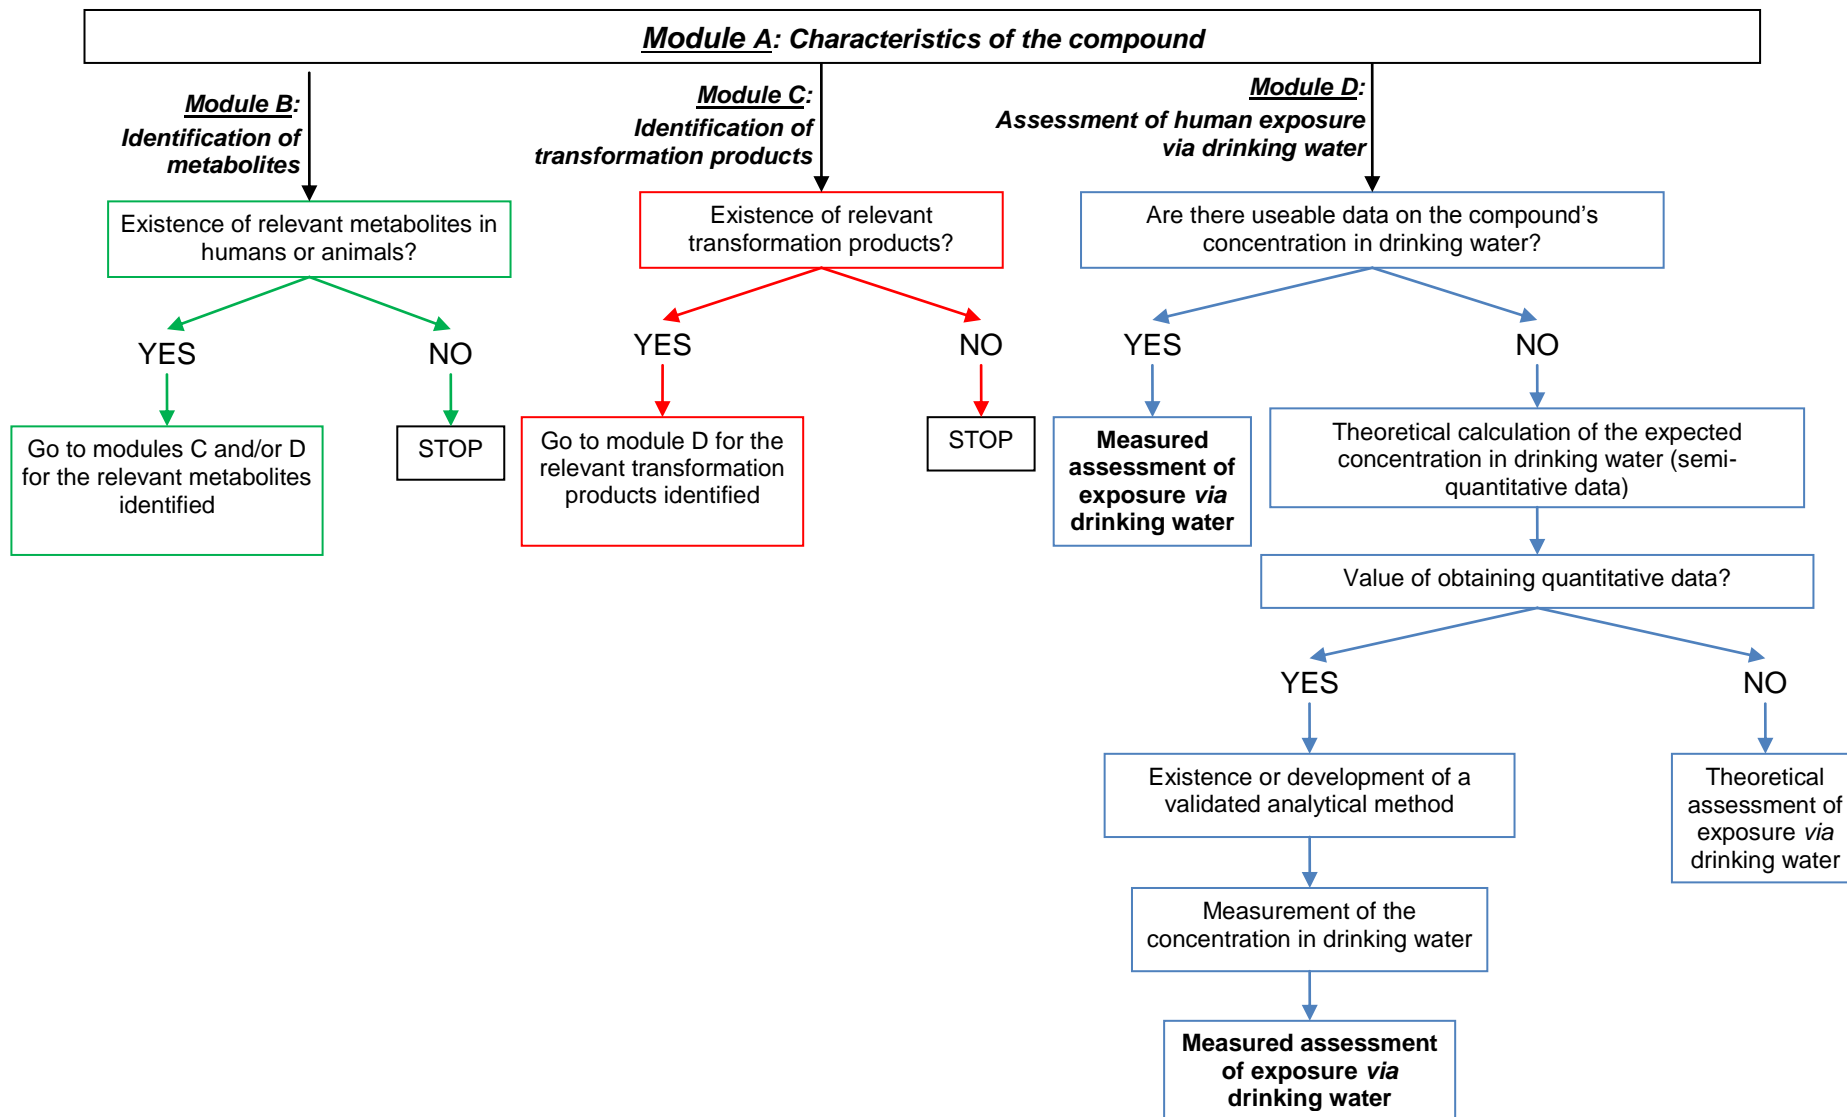 Module A: Characteristics of the compound
Module B:
Identification of
metabolites
Module C:
Identification of
transformation products
Module D:
Assessment of human exposure
via drinking water
Existence of relevant metabolites in
humans or animals?
Existence of relevant
transformation products?
Are there useable data on the compound’s
concentration in drinking water?
YES
NO
YES
NO
YES
NO
Go to modules C and/or D
for the relevant metabolites
identified
STOP
Go to module D for the
relevant transformation
products identified
STOP
Measured
assessment of
exposure via
drinking water
Theoretical calculation of the expected
concentration in drinking water (semi-
quantitative data)
Value of obtaining quantitative data?
YES
NO
Existence or development of a
validated analytical method
Theoretical
assessment of
exposure via
drinking water
Measurement of the
concentration in drinking water
Measured assessment
of exposure via
drinking water